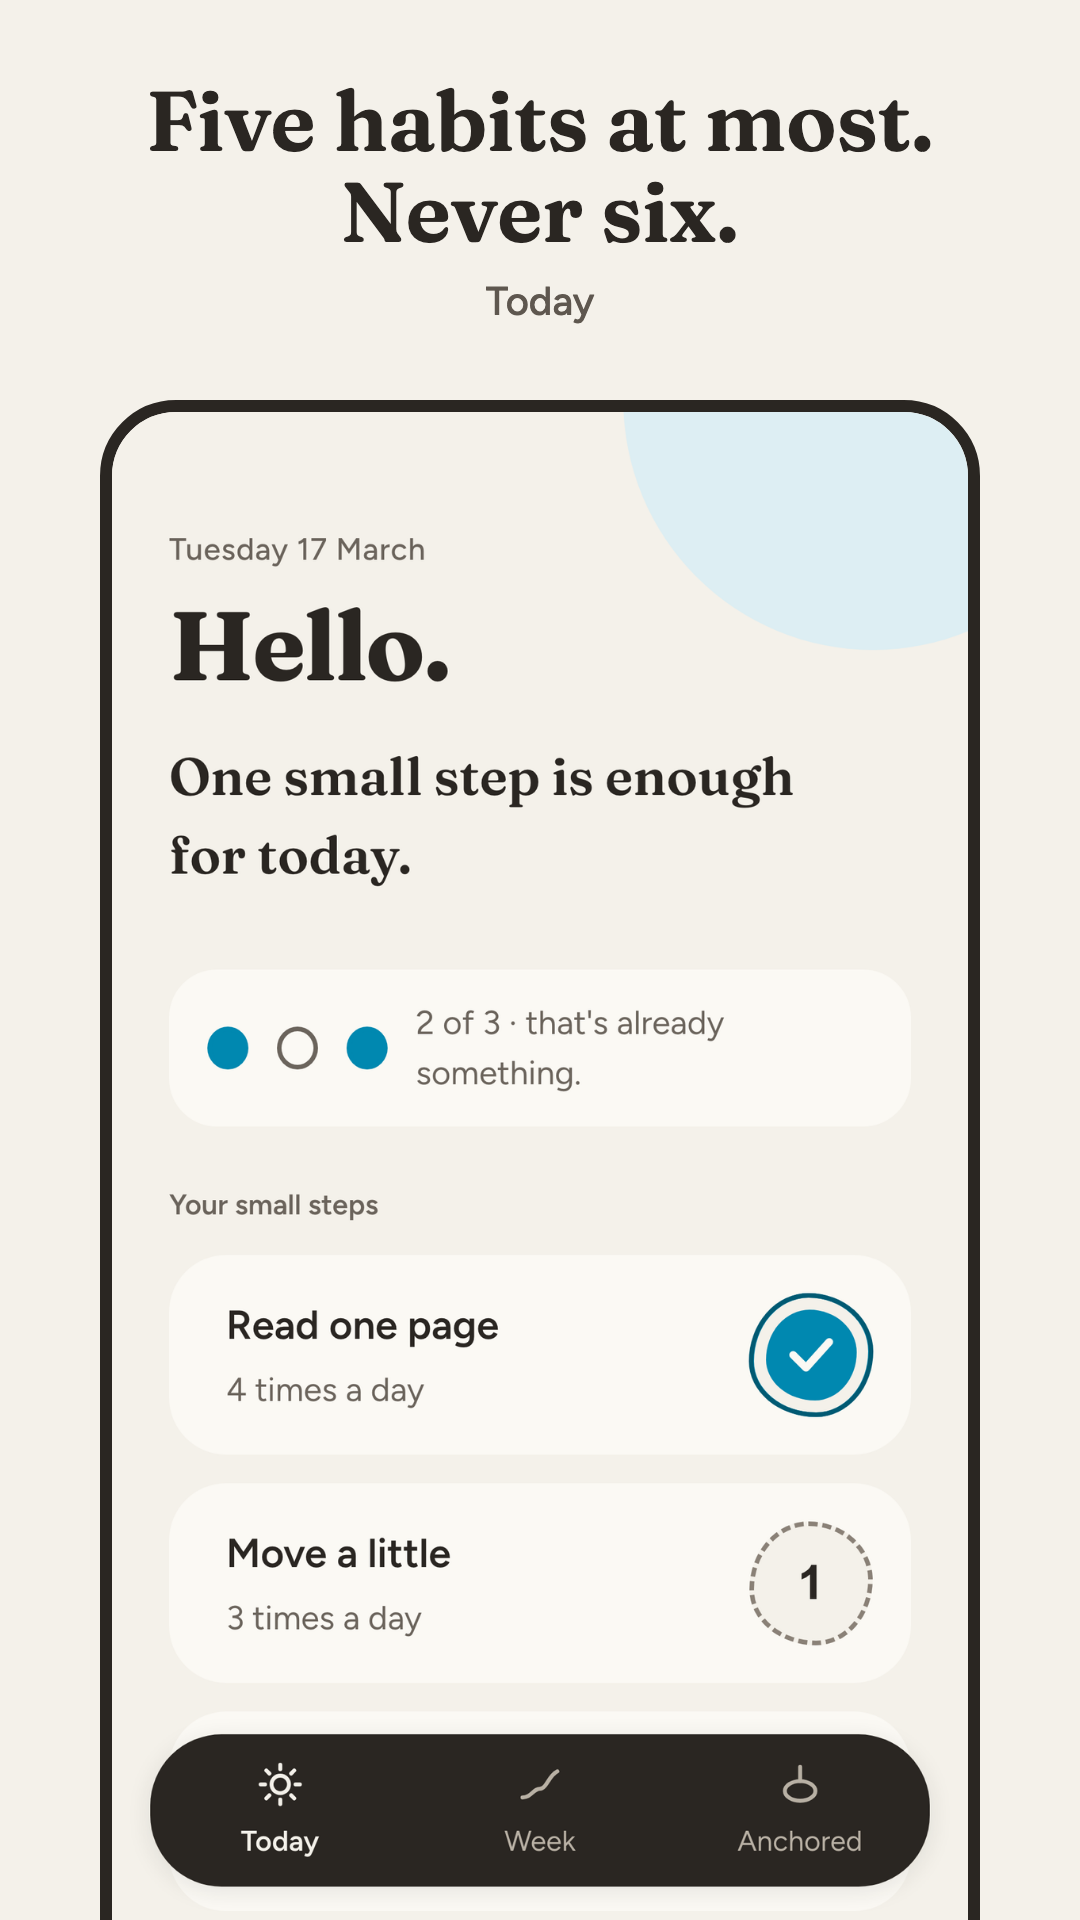 Five habits at most.
Never six.
Today
Tuesday 17 March
Hello.
One small step is enough
for today.
2 of 3 · that's already
something.
Your small steps
Read one page
4 times a day
Move a little
3 times a day
1
Today
Week
Anchored